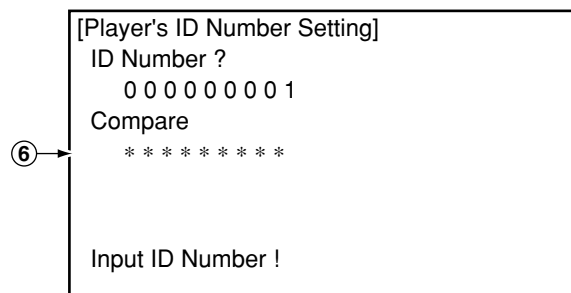 [Player's ID Number Setting]
ID Number ?
0 0 0 0 0 0 0 0 1
Compare
⑥ * * * * * * * * *
Input ID Number !